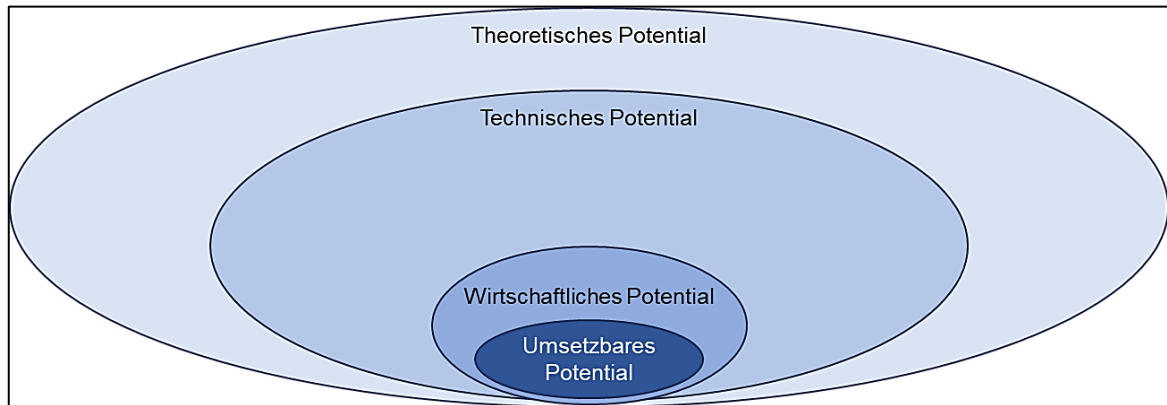 Theoretisches Potential
Technisches Potential
Wirtschaftliches Potential
Umsetzbares
Potential